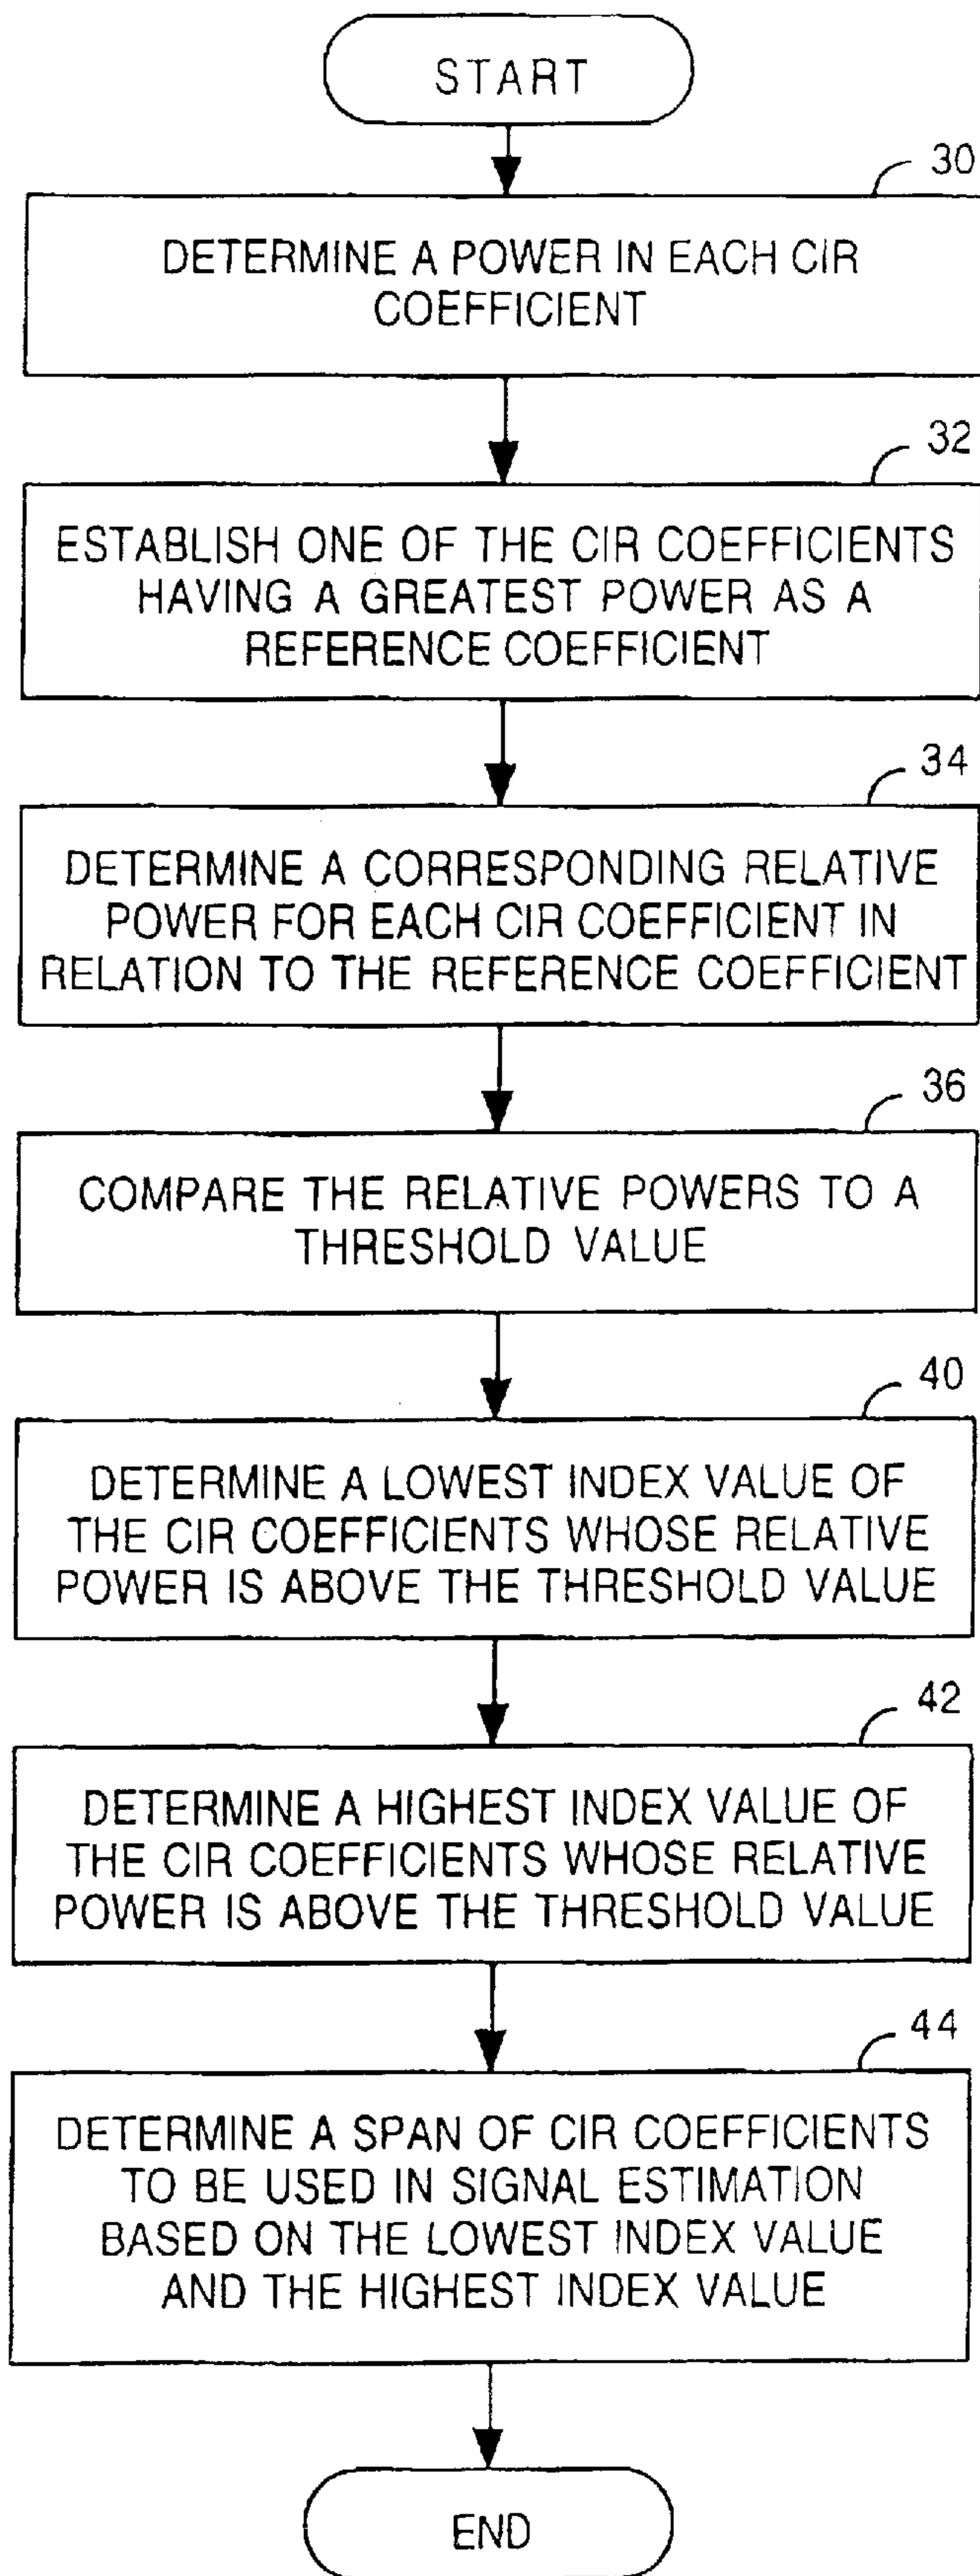 START
30
DETERMINE A POWER IN EACH CIR
COEFFICIENT
32
ESTABLISH ONE OF THE CIR COEFFICIENTS
HAVING A GREATEST POWER AS A
REFERENCE COEFFICIENT
34
DETERMINE A CORRESPONDING RELATIVE
POWER FOR EACH CIR COEFFICIENT IN
RELATION TO THE REFERENCE COEFFICIENT
36
COMPARE THE RELATIVE POWERS TO A
THRESHOLD VALUE
40
DETERMINE A LOWEST INDEX VALUE OF
THE CIR COEFFICIENTS WHOSE RELATIVE
POWER IS ABOVE THE THRESHOLD VALUE
42
DETERMINE A HIGHEST INDEX VALUE OF
THE CIR COEFFICIENTS WHOSE RELATIVE
POWER IS ABOVE THE THRESHOLD VALUE
44
DETERMINE A SPAN OF CIR COEFFICIENTS
TO BE USED IN SIGNAL ESTIMATION
BASED ON THE LOWEST INDEX VALUE
AND THE HIGHEST INDEX VALUE
END